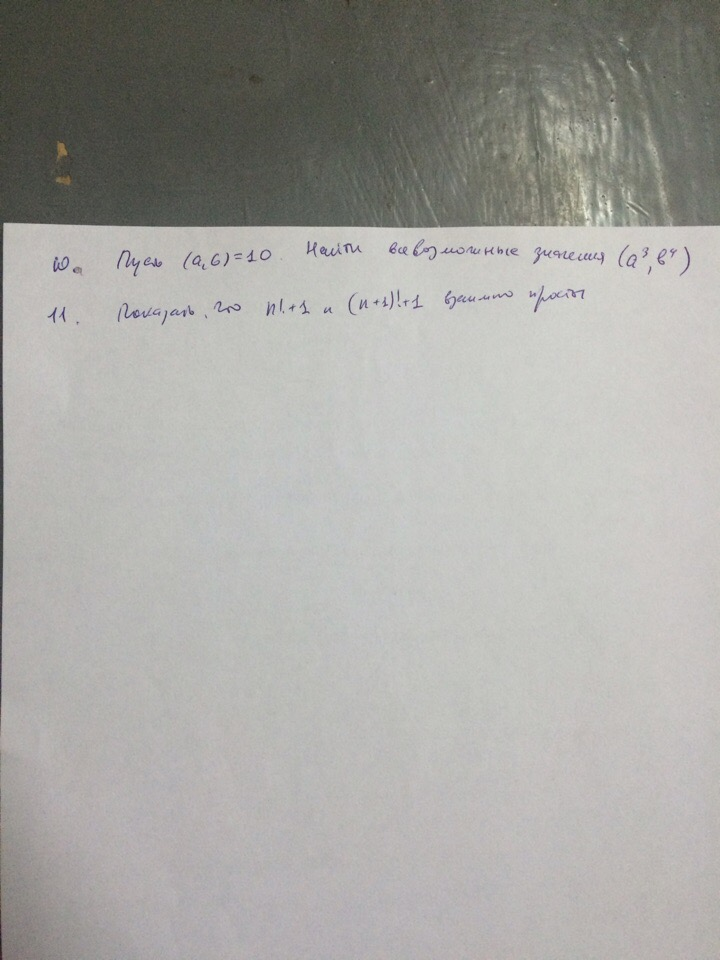 10. Пусть (а,б)=10. Найти всевозможные значения (a³, b⁴)
11. Показать, что n!+1 и (n+1)!+1 взаимно просты